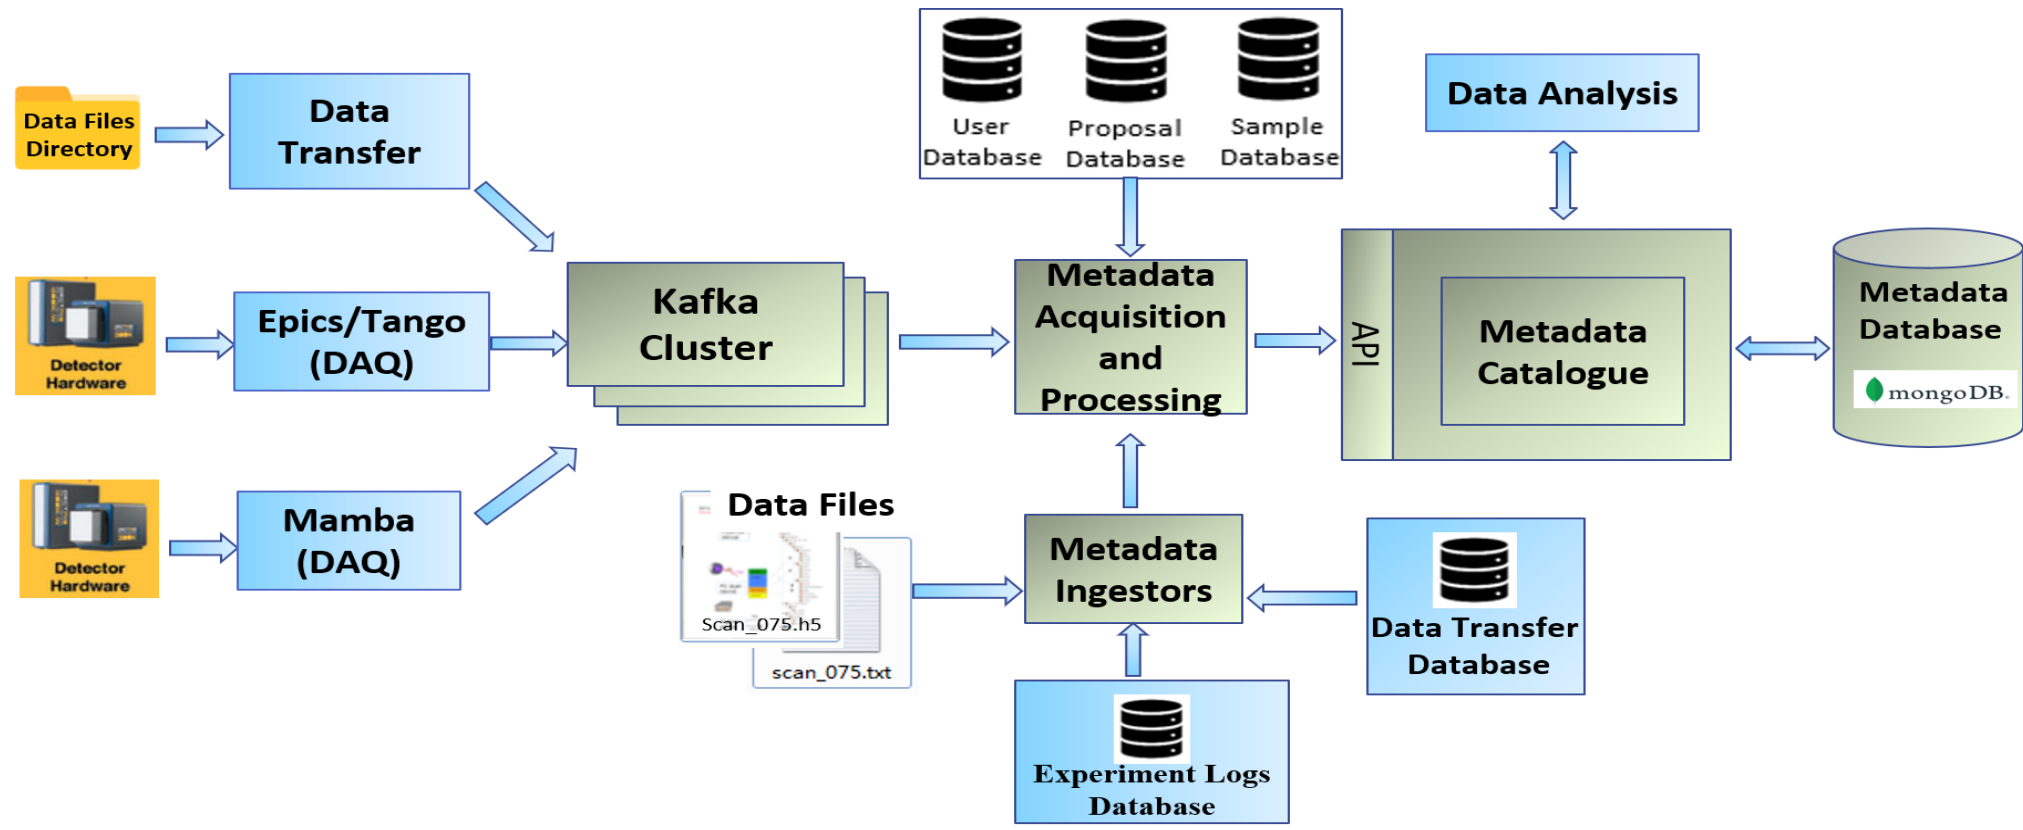 Data Files
Directory
Data
Transfer
Detector
Hardware
Epics/Tango
(DAQ)
Detector
Hardware
Mamba
(DAQ)
Kafka
Cluster
User
Database
Proposal
Database
Sample
Database
Metadata
Acquisition
and
Processing
Data Files
Scan_075.h5
scan_075.txt
Metadata
Ingestors
Experiment Logs
Database
Data Transfer
Database
Data Analysis
API
Metadata
Catalogue
Metadata
Database
mongoDB.